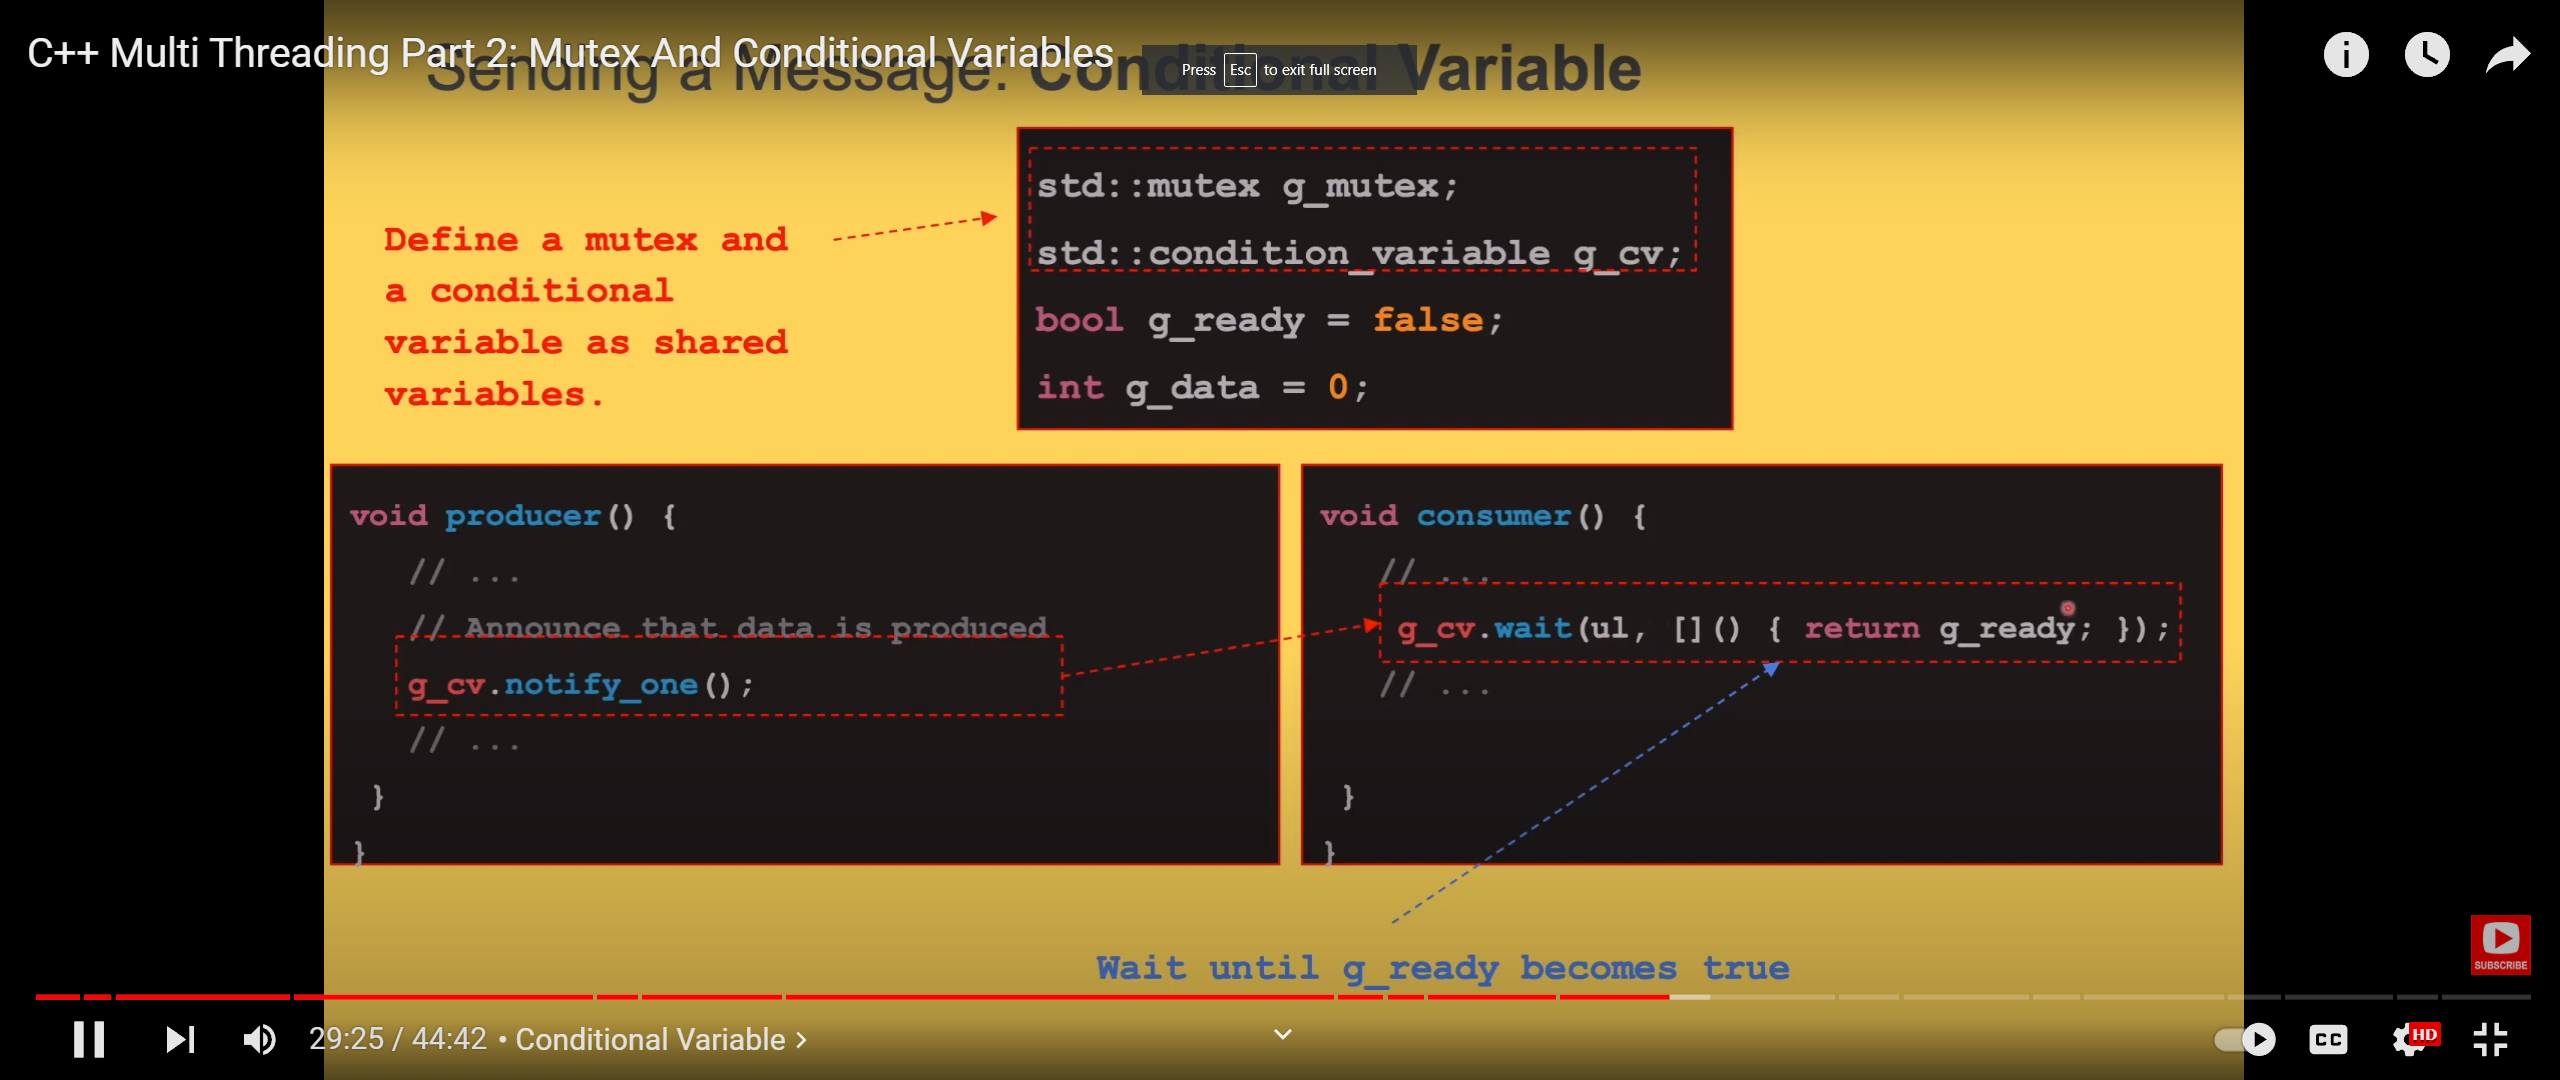 C++ Multi Threading Part 2: Mutex And Conditional Variables
Sending a Message: Conditional Variable
Press Esc to exit full screen
Define a mutex and
a conditional
variable as shared
variables.
std::mutex g_mutex;
std::condition_variable g_cv;
bool g_ready = false;
int g_data = 0;
void producer() {
// ...
// Announce that data is produced
g_cv.notify_one();
// ...
}
}
void consumer() {
// ...
g_cv.wait(ul, []() { return g_ready; });
// ...
}
}
Wait until g_ready becomes true
SUBSCRIBE
29:25 / 44:42 • Conditional Variable >
CC
HD